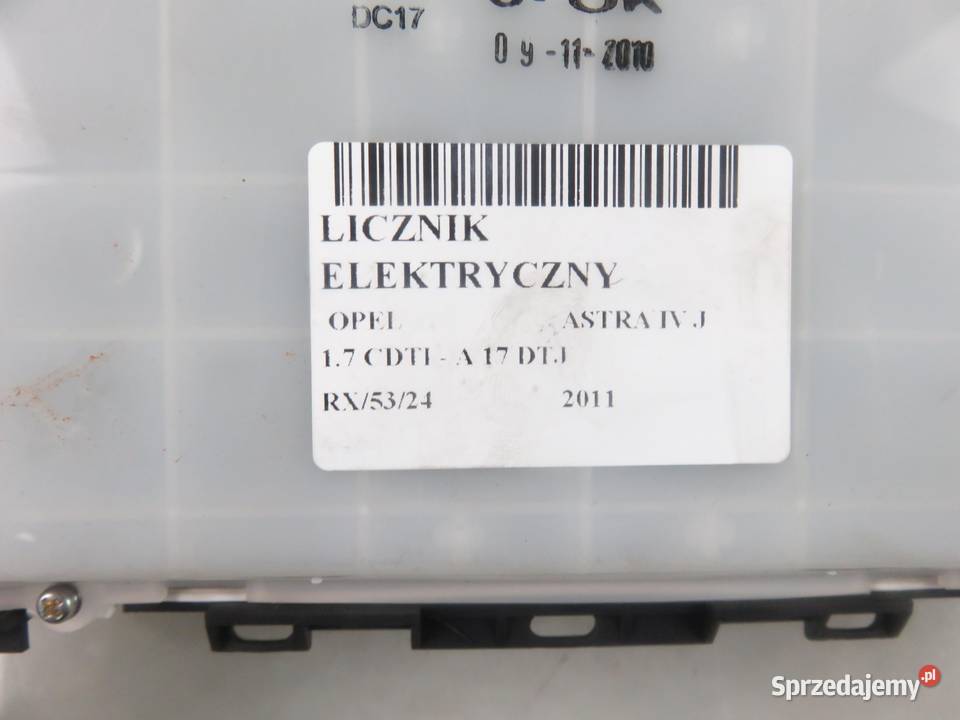 DC17
09-11-2010
LICZNIK
ELEKTRYCZNY
OPEL ASTRA IV J
1.7 CDTI - A 17 DTJ
RX/53/24 2011
Sprzedajemy.pl